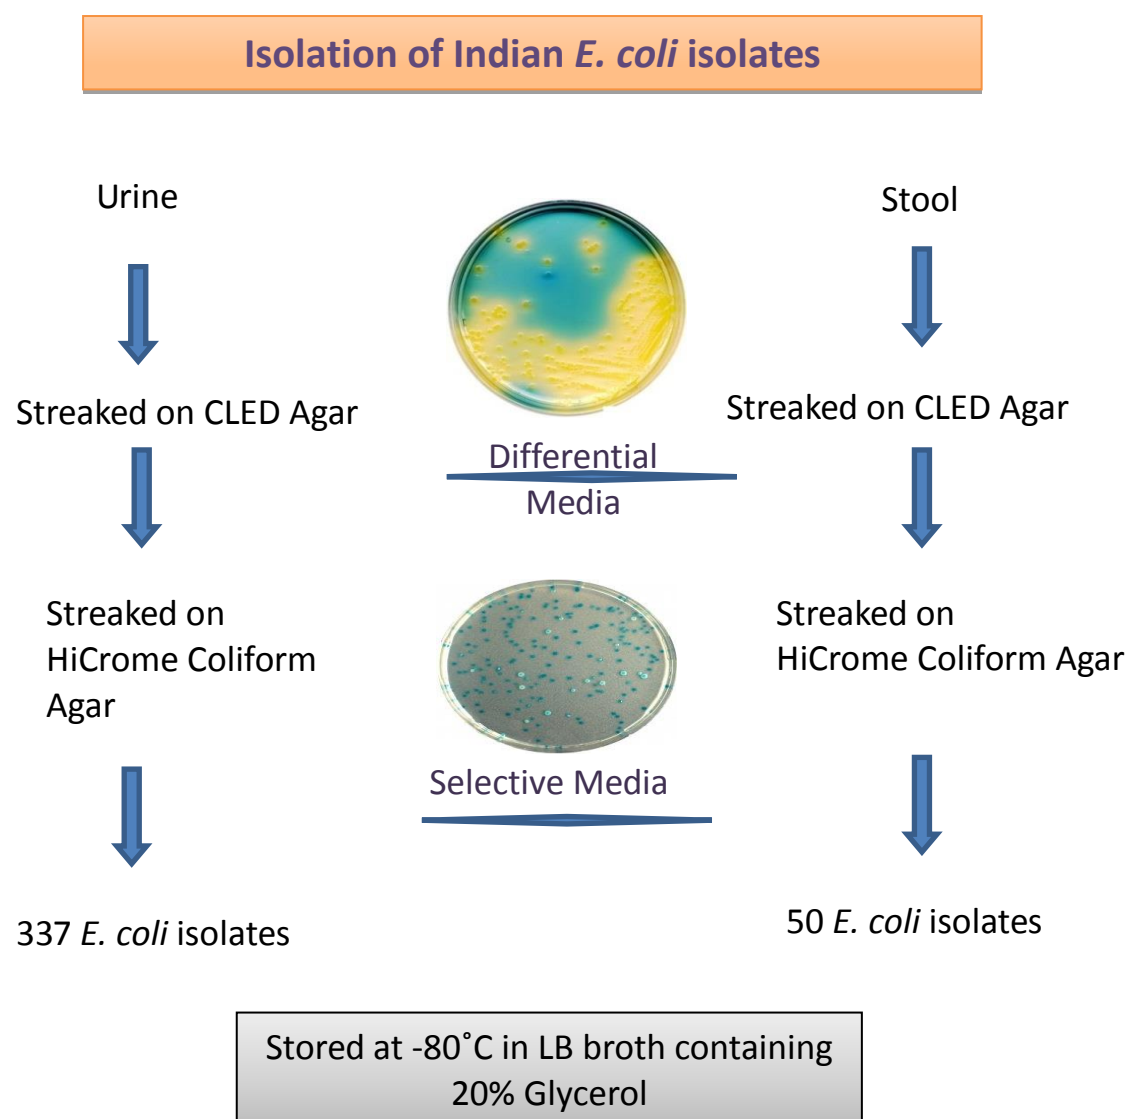 Isolation of Indian E. coli isolates
Urine
Streaked on CLED Agar
Streaked on
HiCrome Coliform
Agar
337 E. coli isolates
Differential
Media
Selective Media
Stool
Streaked on CLED Agar
Streaked on
HiCrome Coliform Agar
50 E. coli isolates
Stored at -80˚C in LB broth containing
20% Glycerol